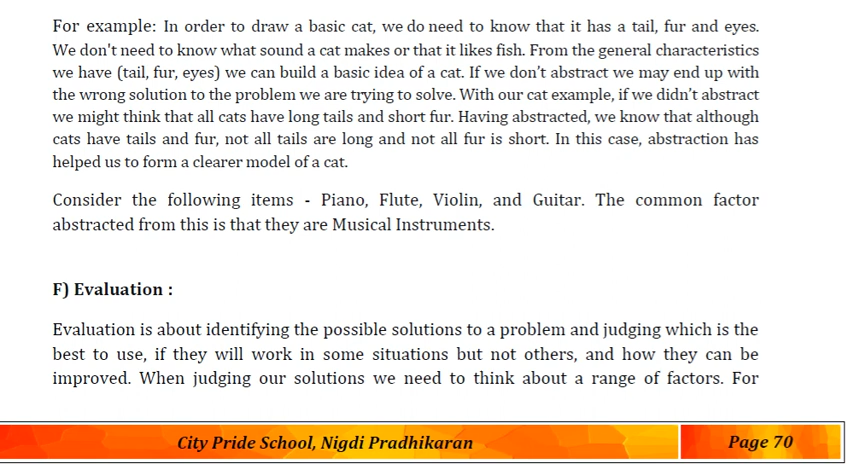 For example: In order to draw a basic cat, we do need to know that it has a tail, fur and eyes.
We don't need to know what sound a cat makes or that it likes fish. From the general characteristics
we have (tail, fur, eyes) we can build a basic idea of a cat. If we don’t abstract we may end up with
the wrong solution to the problem we are trying to solve. With our cat example, if we didn’t abstract
we might think that all cats have long tails and short fur. Having abstracted, we know that although
cats have tails and fur, not all tails are long and not all fur is short. In this case, abstraction has
helped us to form a clearer model of a cat.
Consider the following items - Piano, Flute, Violin, and Guitar. The common factor
abstracted from this is that they are Musical Instruments.
F) Evaluation :
Evaluation is about identifying the possible solutions to a problem and judging which is the
best to use, if they will work in some situations but not others, and how they can be
improved. When judging our solutions we need to think about a range of factors. For
City Pride School, Nigdi Pradhikaran
Page 70